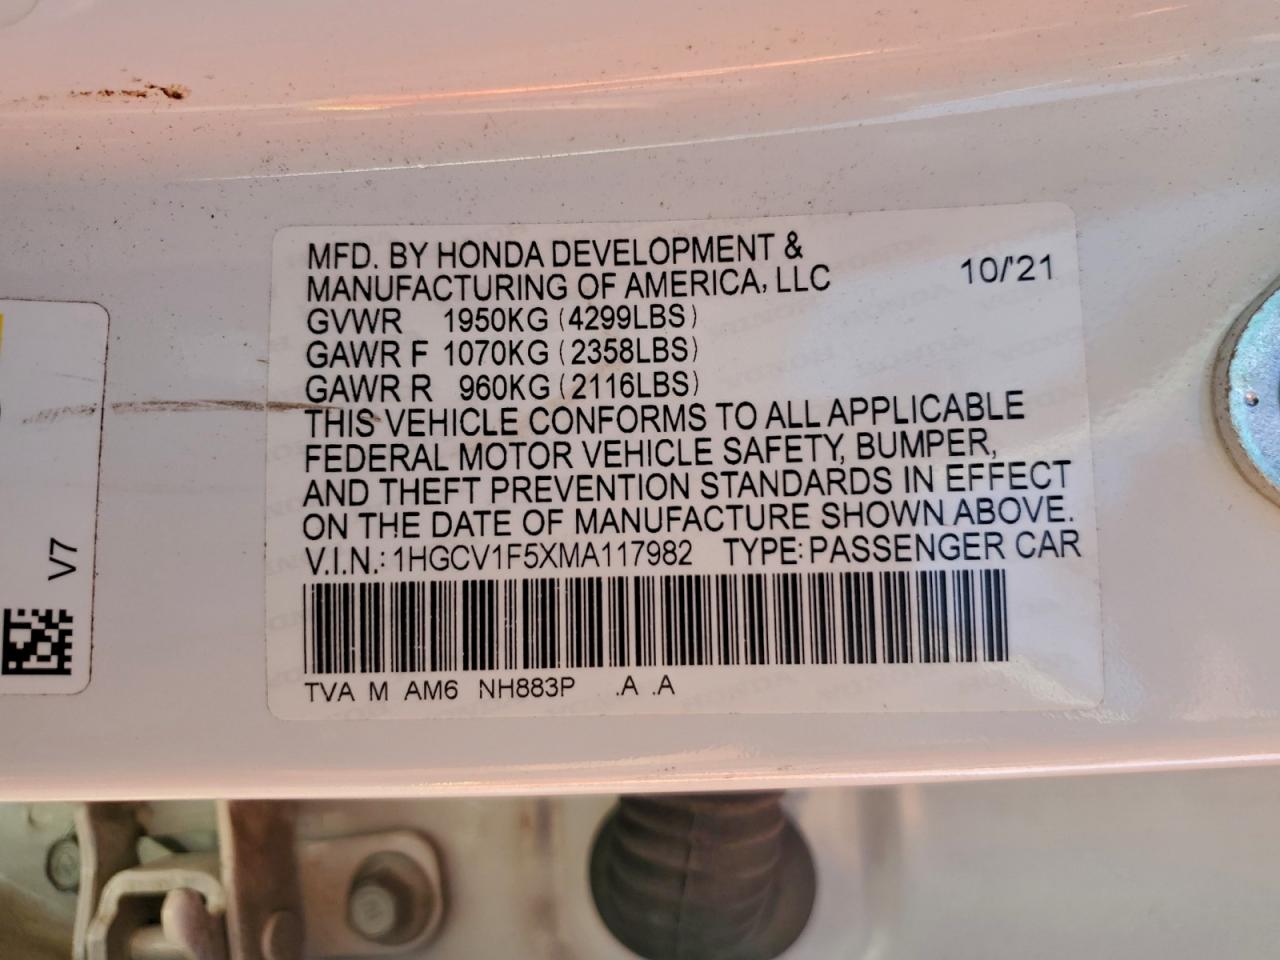 MFD. BY HONDA DEVELOPMENT &
MANUFACTURING OF AMERICA, LLC 10/'21
GVWR 1950KG (4299LBS)
GAWR F 1070KG (2358LBS)
GAWR R 960KG (2116LBS)
THIS VEHICLE CONFORMS TO ALL APPLICABLE
FEDERAL MOTOR VEHICLE SAFETY, BUMPER,
AND THEFT PREVENTION STANDARDS IN EFFECT
ON THE DATE OF MANUFACTURE SHOWN ABOVE.
V.I.N.: 1HGCV1F5XMA117982 TYPE: PASSENGER CAR
TVA M AM6 NH883P .A .A
V7